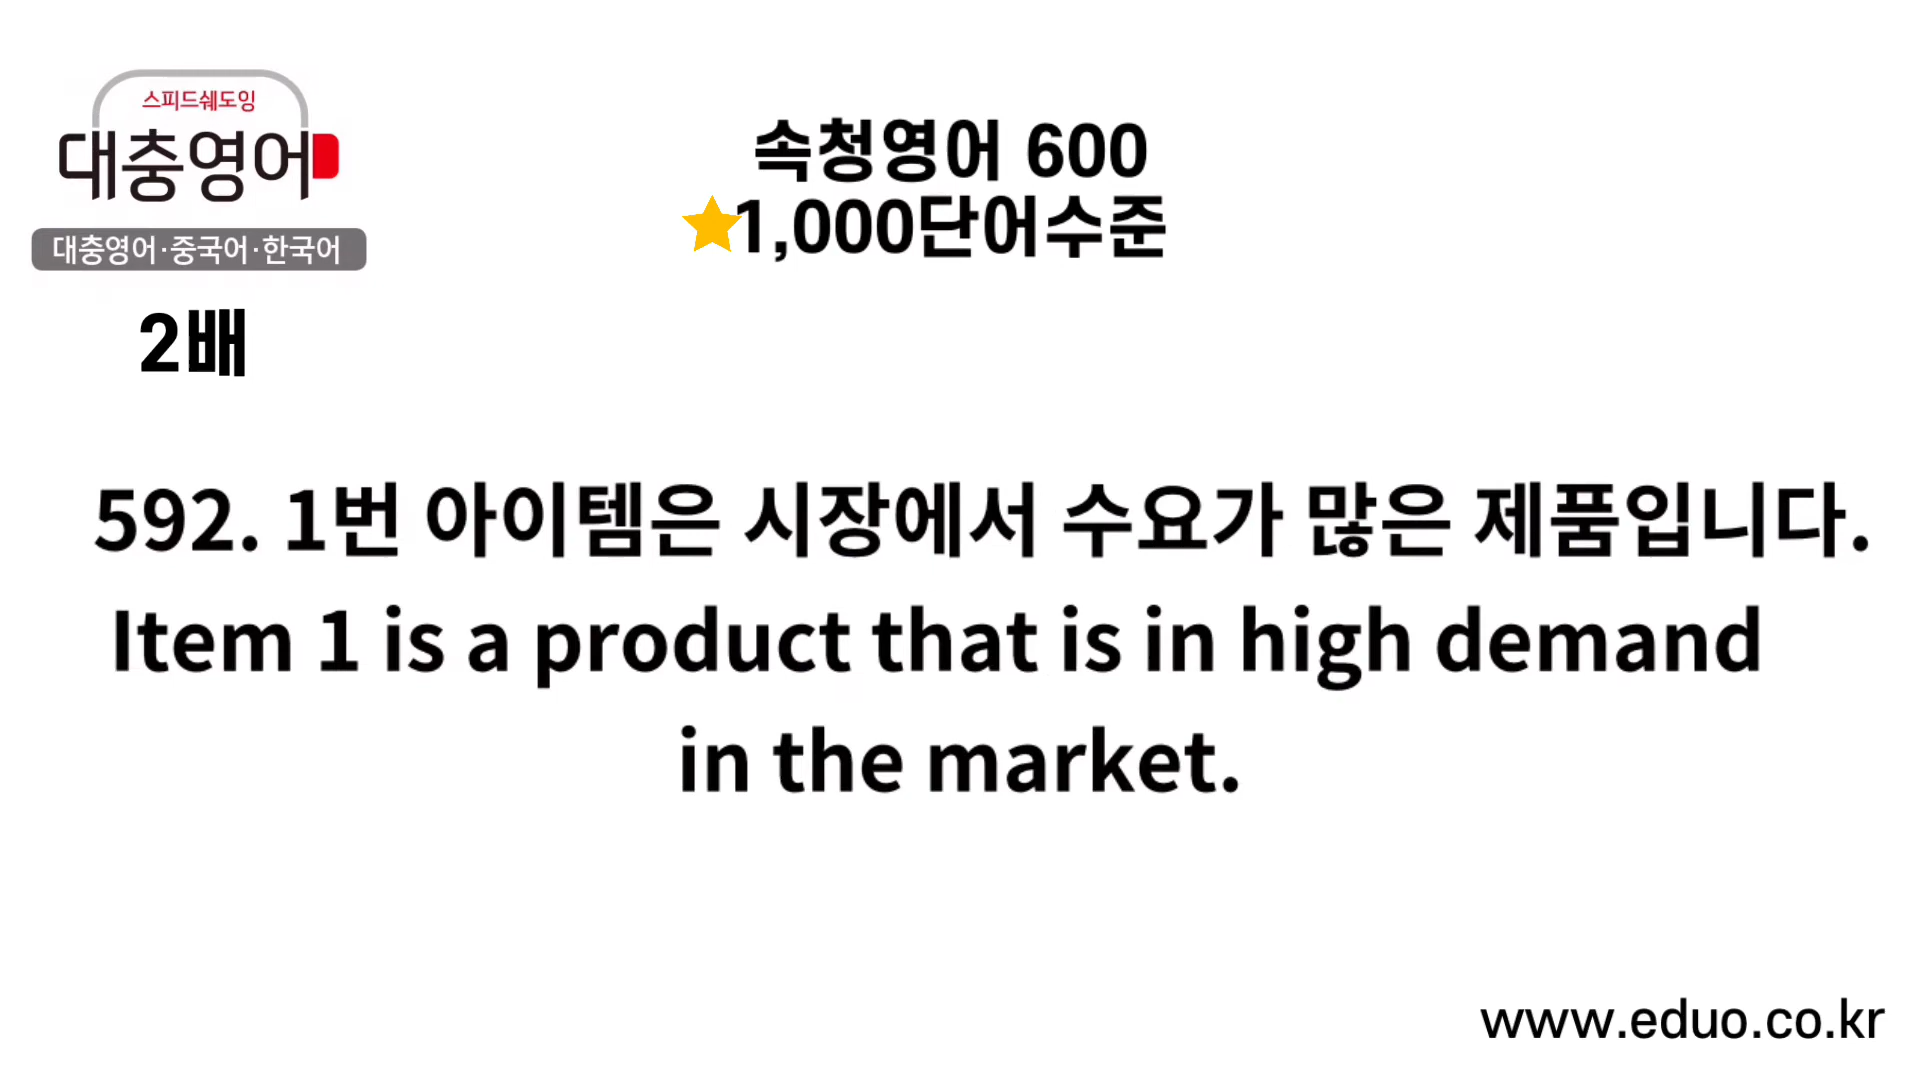 스피드쉐도잉
대충영어
대충영어·중국어·한국어
2배
속청영어 600
1,000단어수준
592. 1번 아이템은 시장에서 수요가 많은 제품입니다.
Item 1 is a product that is in high demand
in the market.
www.eduo.co.kr